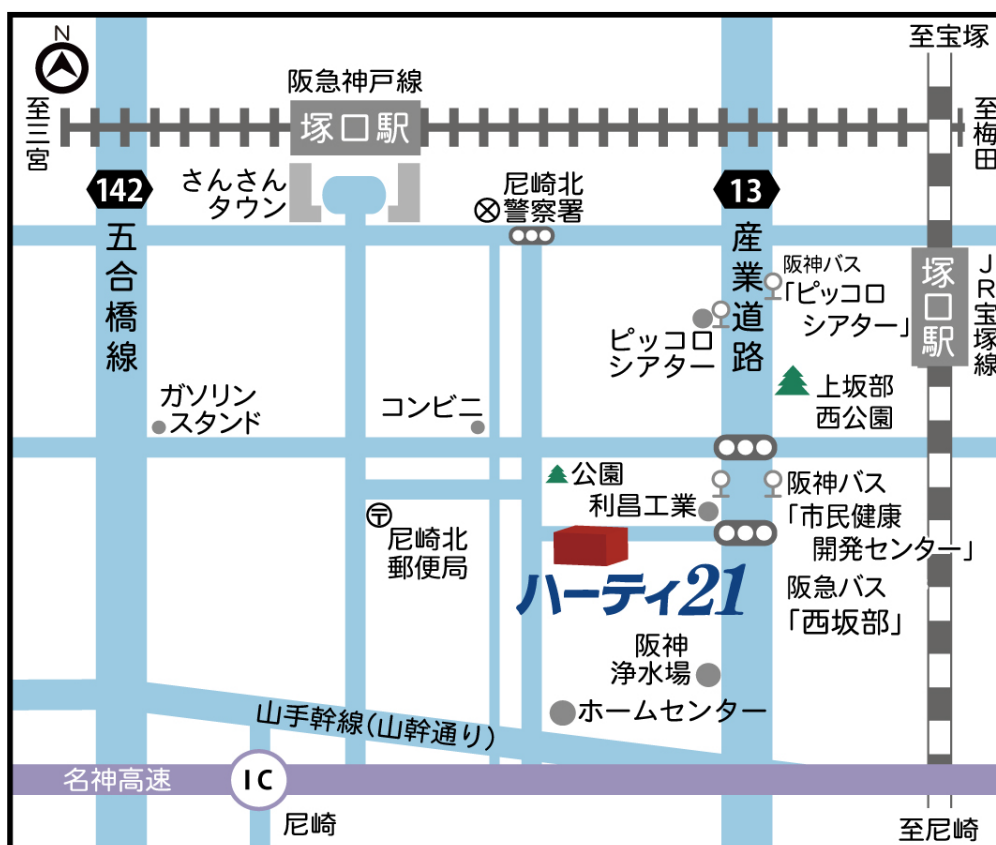 N
至宝塚
阪急神戸線
至三宮
塚口駅
至梅田
142
さんさん
タウン
尼崎北
警察署
13
五合橋線
産業道路
阪神バス
「ピッコロ
シアター」
塚口駅
JR宝塚線
ピッコロ
シアター
ガソリン
スタンド
コンビニ
上坂部
西公園
公園
利昌工業
阪神バス
「市民健康
開発センター」
〒
尼崎北
郵便局
ハーティ21
阪急バス
「西坂部」
阪神
浄水場
ホームセンター
山手幹線(山幹通り)
名神高速
IC
尼崎
至尼崎